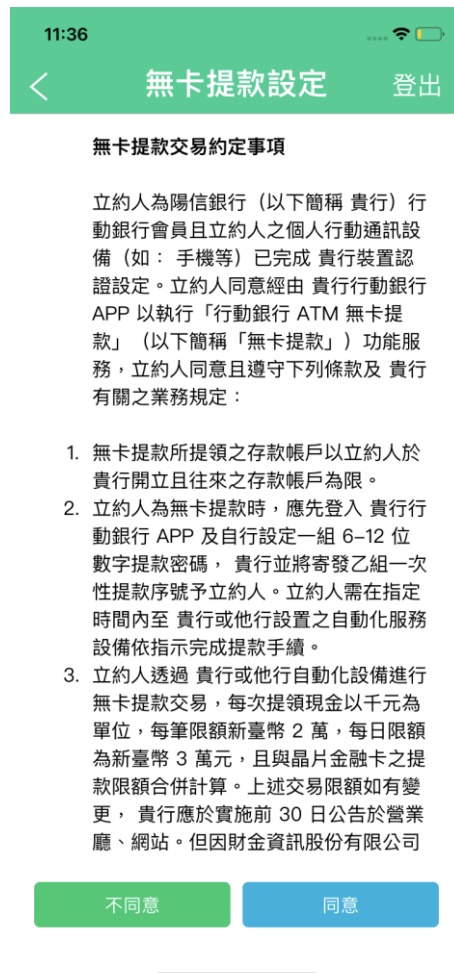 11:36
無卡提款設定
登出
無卡提款交易約定事項
立約人為陽信銀行（以下簡稱 貴行）行
動銀行會員且立約人之個人行動通訊設
備（如： 手機等）已完成 貴行裝置認
證設定。立約人同意經由 貴行行動銀行
APP 以執行「行動銀行 ATM 無卡提
款」（以下簡稱「無卡提款」）功能服
務，立約人同意且遵守下列條款及 貴行
有關之業務規定：
1. 無卡提款所提領之存款帳戶以立約人於
貴行開立且往來之存款帳戶為限。
2. 立約人為無卡提款時，應先登入 貴行行
動銀行 APP 及自行設定一組 6–12 位
數字提款密碼， 貴行並將寄發乙組一次
性提款序號予立約人。立約人需在指定
時間內至 貴行或他行設置之自動化服務
設備依指示完成提款手續。
3. 立約人透過 貴行或他行自動化設備進行
無卡提款交易，每次提領現金以千元為
單位，每筆限額新臺幣 2 萬，每日限額
為新臺幣 3 萬元，且與晶片金融卡之提
款限額合併計算。上述交易限額如有變
更， 貴行應於實施前 30 日公告於營業
廳、網站。但因財金資訊股份有限公司
不同意
同意